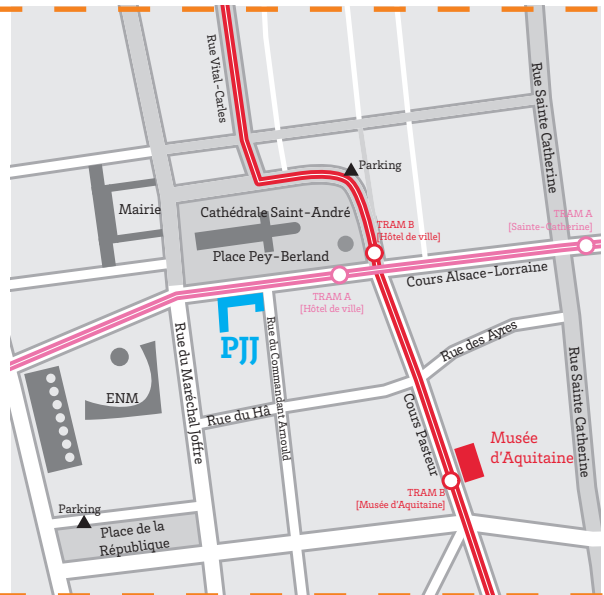 Rue Vital-Carles
Rue Sainte Catherine
Parking
Mairie
Cathédrale Saint-André
TRAM A
[Sainte-Catherine]
TRAM B
[Hôtel de ville]
Place Pey-Berland
Cours Alsace-Lorraine
TRAM A
[Hôtel de ville]
PJJ
Rue du Maréchal Joffre
Rue du Commandant Arnould
Rue des Ayres
Rue Sainte Catherine
ENM
Rue du Hâ
Cours Pasteur
Musée
d'Aquitaine
TRAM B
[Musée d'Aquitaine]
Parking
Place de la
République